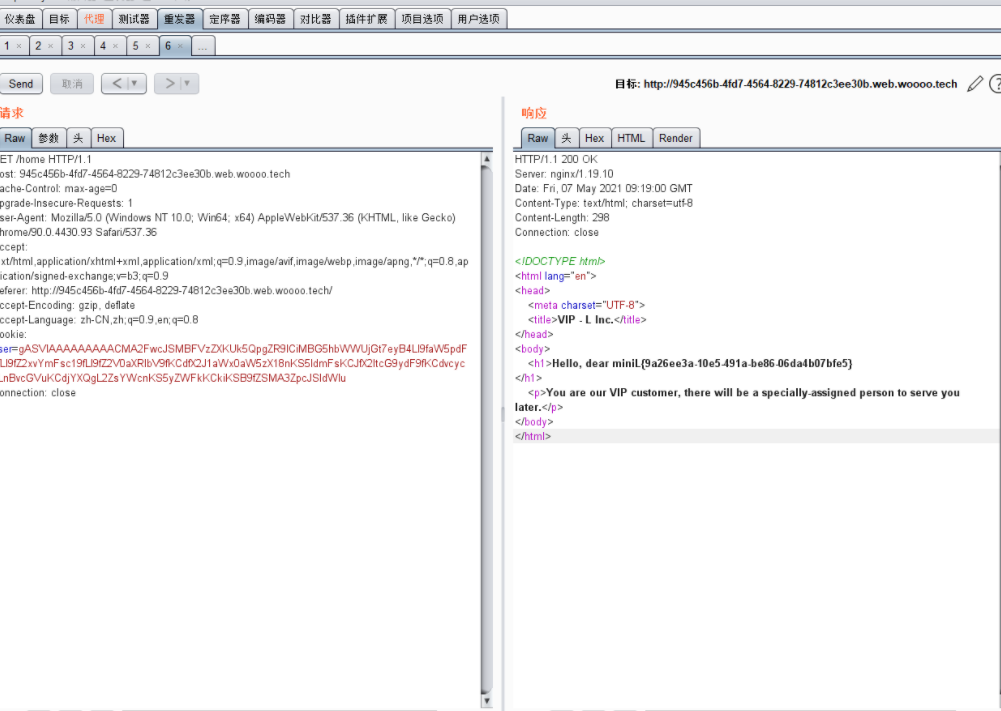 仪表盘 目标 代理 测试器 重发器 定序器 编码器 对比器 插件扩展 项目选项 用户选项
1 × 2 × 3 × 4 × 5 × 6 × ...
Send 取消 < ▼ > ▼ 目标: http://945c456b-4fd7-4564-8229-74812c3ee30b.web.woooo.tech
请求
Raw 参数 头 Hex
ET /home HTTP/1.1
ost: 945c456b-4fd7-4564-8229-74812c3ee30b.web.woooo.tech
ache-Control: max-age=0
pgrade-Insecure-Requests: 1
ser-Agent: Mozilla/5.0 (Windows NT 10.0; Win64; x64) AppleWebKit/537.36 (KHTML, like Gecko)
hrome/90.0.4430.93 Safari/537.36
ccept:
xt/html,application/xhtml+xml,application/xml;q=0.9,image/avif,image/webp,image/apng,*/*;q=0.8,ap
ication/signed-exchange;v=b3;q=0.9
eferer: http://945c456b-4fd7-4564-8229-74812c3ee30b.web.woooo.tech/
ccept-Encoding: gzip, deflate
ccept-Language: zh-CN,zh;q=0.9,en;q=0.8
ookie:
onnection: close
响应
Raw 头 Hex HTML Render
HTTP/1.1 200 OK
Server: nginx/1.19.10
Date: Fri, 07 May 2021 09:19:00 GMT
Content-Type: text/html; charset=utf-8
Content-Length: 298
Connection: close
<!DOCTYPE html>
<html lang="en">
<head>
<meta charset="UTF-8">
<title>VIP - L Inc.</title>
</head>
<body>
<h1>Hello, dear miniL{9a26ee3a-10e5-491a-be86-06da4b07bfe5}
</h1>
<p>You are our VIP customer, there will be a specially-assigned person to serve you
later.</p>
</body>
</html>